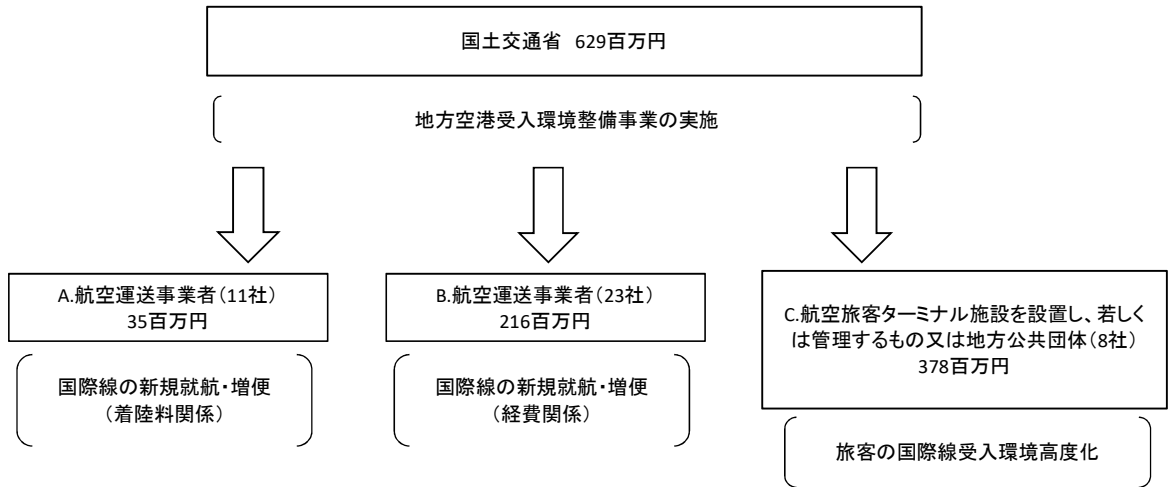 国土交通省 629百万円
地方空港受入環境整備事業の実施
A.航空運送事業者(11社)
35百万円
国際線の新規就航・増便
(着陸料関係)
B.航空運送事業者(23社)
216百万円
国際線の新規就航・増便
(経費関係)
C.航空旅客ターミナル施設を設置し、若しく
は管理するもの又は地方公共団体(8社)
378百万円
旅客の国際線受入環境高度化